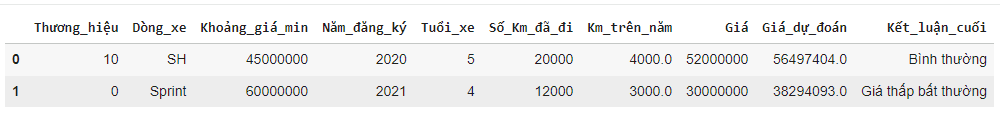 Thương_hiệu Dòng_xe Khoảng_giá_min Năm_đăng_ký Tuổi_xe Số_Km_đã_đi Km_trên_năm Giá Giá_dự_đoán Kết_luận_cuối
0 10 SH 45000000 2020 5 20000 4000.0 52000000 56497404.0 Bình thường
1 0 Sprint 60000000 2021 4 12000 3000.0 30000000 38294093.0 Giá thấp bất thường